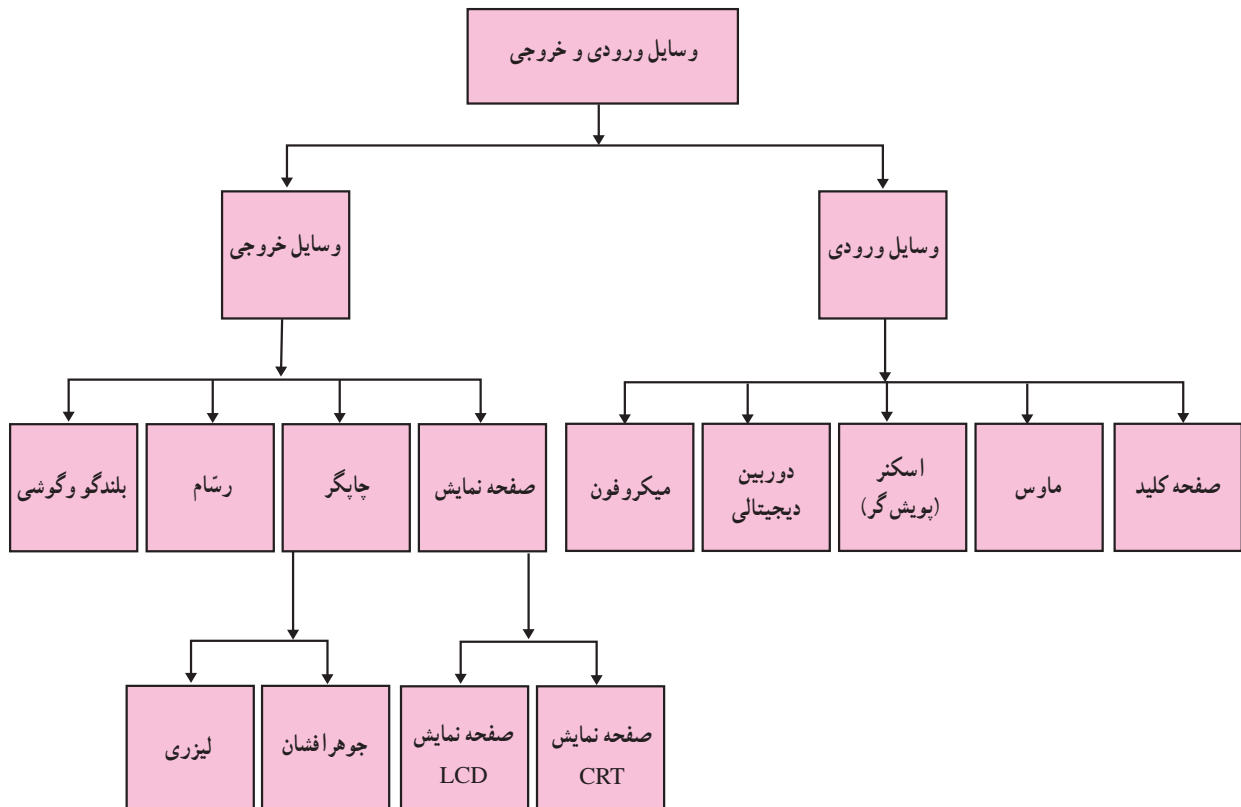 وسایل ورودی و خروجی
وسایل ورودی
وسایل خروجی
صفحه کلید
ماوس
اسکنر
(پویش گر)
دوربین
دیجیتالی
میکروفون
صفحه نمایش
چاپگر
رسّام
بلندگو وگوشی
صفحه نمایش
CRT
صفحه نمایش
LCD
جوهرافشان
لیزری